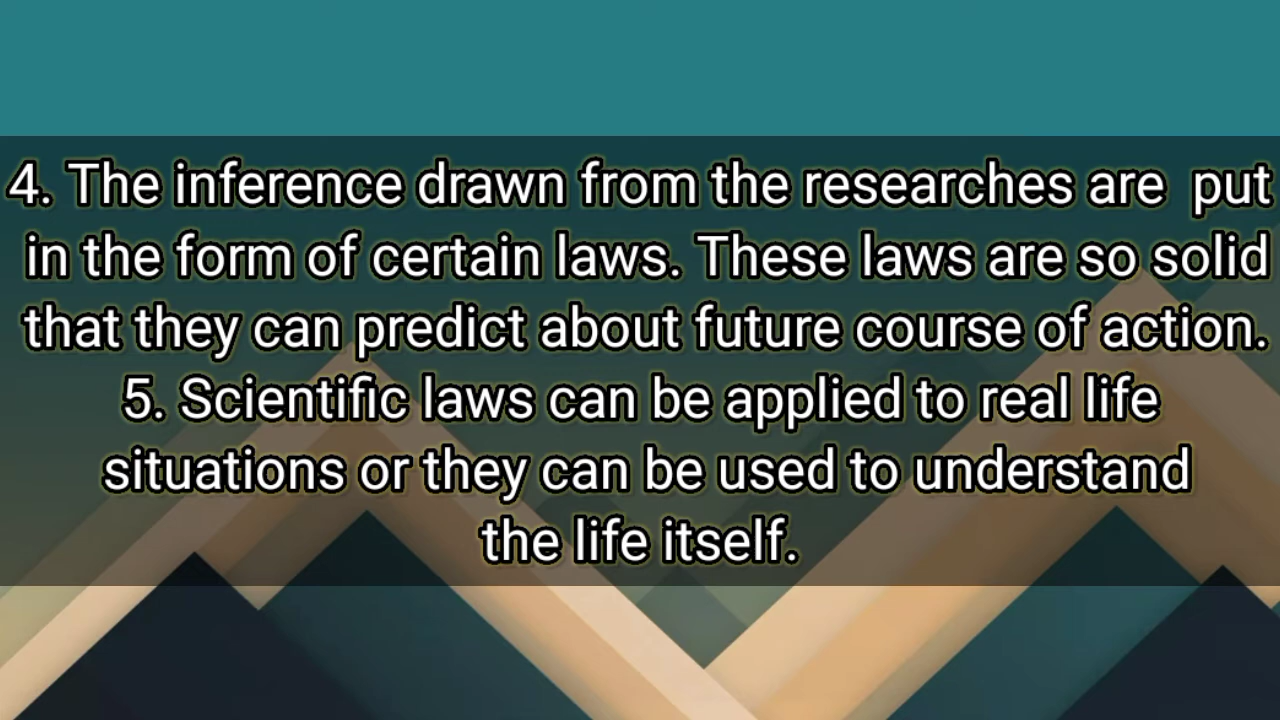 4. The inference drawn from the researches are  put
in the form of certain laws. These laws are so solid
that they can predict about future course of action.
5. Scientific laws can be applied to real life
situations or they can be used to understand
the life itself.